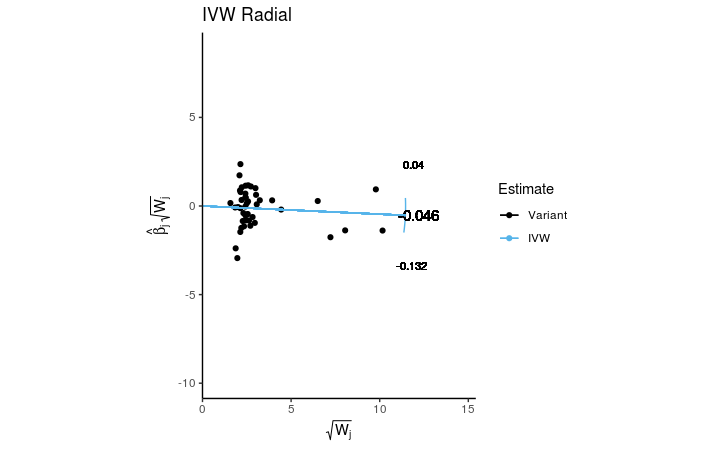 IVW Radial
5
0
-5
-10
β̂j√Wj
0.04
-0.046
-0.132
0 5 10 15
√Wj
Estimate
Variant
IVW